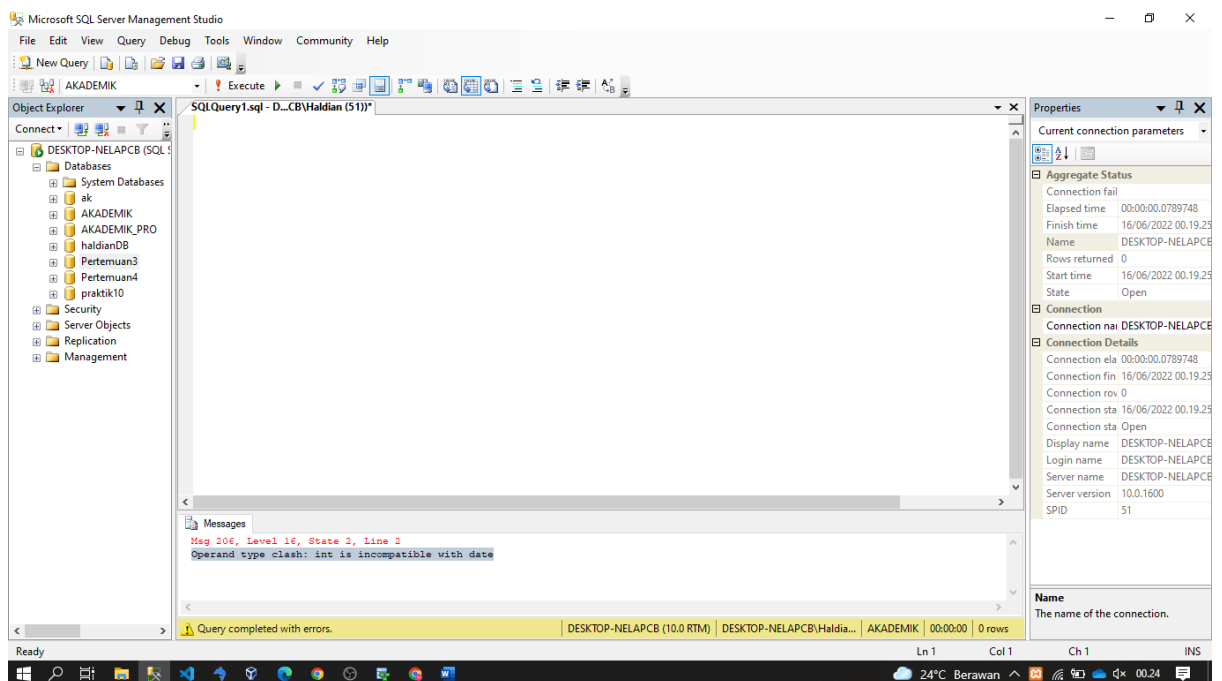 Microsoft SQL Server Management Studio
File Edit View Query Debug Tools Window Community Help
New Query
AKADEMIK
Execute
Object Explorer
Connect
DESKTOP-NELAPCB (SQL S
Databases
System Databases
ak
AKADEMIK
AKADEMIK_PRO
haldianDB
Pertemuan3
Pertemuan4
praktik10
Security
Server Objects
Replication
Management
SQLQuery1.sql - D...CB\Haldian (51))*
Messages
Msg 206, Level 16, State 2, Line 2
Operand type clash: int is incompatible with date
Query completed with errors.
DESKTOP-NELAPCB (10.0 RTM) DESKTOP-NELAPCB\Haldia... AKADEMIK 00:00:00 0 rows
Properties
Current connection parameters
Aggregate Status
Connection fail
Elapsed time 00:00:00.0789748
Finish time 16/06/2022 00.19.25
Name DESKTOP-NELAPCB
Rows returned 0
Start time 16/06/2022 00.19.25
State Open
Connection
Connection nai DESKTOP-NELAPCB
Connection Details
Connection ela 00:00:00.0789748
Connection fin 16/06/2022 00.19.25
Connection rov 0
Connection sta 16/06/2022 00.19.25
Connection sta Open
Display name DESKTOP-NELAPCB
Login name DESKTOP-NELAPCB
Server name DESKTOP-NELAPCB
Server version 10.0.1600
SPID 51
Name
The name of the connection.
Ready
Ln 1 Col 1 Ch 1 INS
24°C Berawan 00.24